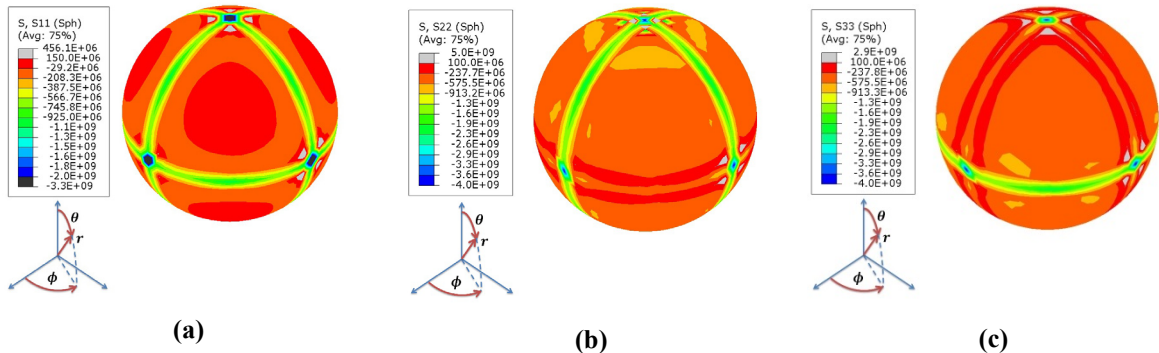 S, S11 (Sph)
(Avg: 75%)
456.1E+06
150.0E+06
-29.2E+06
-208.3E+06
-387.5E+06
-566.7E+06
-745.8E+06
-925.0E+06
-1.1E+09
-1.3E+09
-1.5E+09
-1.6E+09
-1.8E+09
-2.0E+09
-3.3E+09
θ
r
ϕ
(a)
S, S22 (Sph)
(Avg: 75%)
5.0E+09
100.0E+06
-237.7E+06
-575.5E+06
-913.2E+06
-1.3E+09
-1.6E+09
-1.9E+09
-2.3E+09
-2.6E+09
-2.9E+09
-3.3E+09
-3.6E+09
-4.0E+09
θ
r
ϕ
(b)
S, S33 (Sph)
(Avg: 75%)
2.9E+09
100.0E+06
-237.8E+06
-575.5E+06
-913.3E+06
-1.3E+09
-1.6E+09
-1.9E+09
-2.3E+09
-2.6E+09
-2.9E+09
-3.3E+09
-3.6E+09
-4.0E+09
θ
r
ϕ
(c)